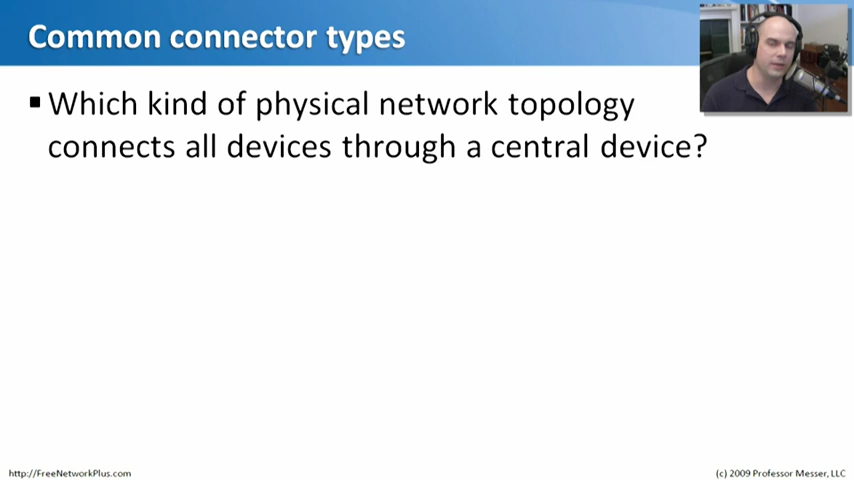 Common connector types
Which kind of physical network topology
connects all devices through a central device?
http://FreeNetworkPlus.com
(c) 2009 Professor Messer, LLC